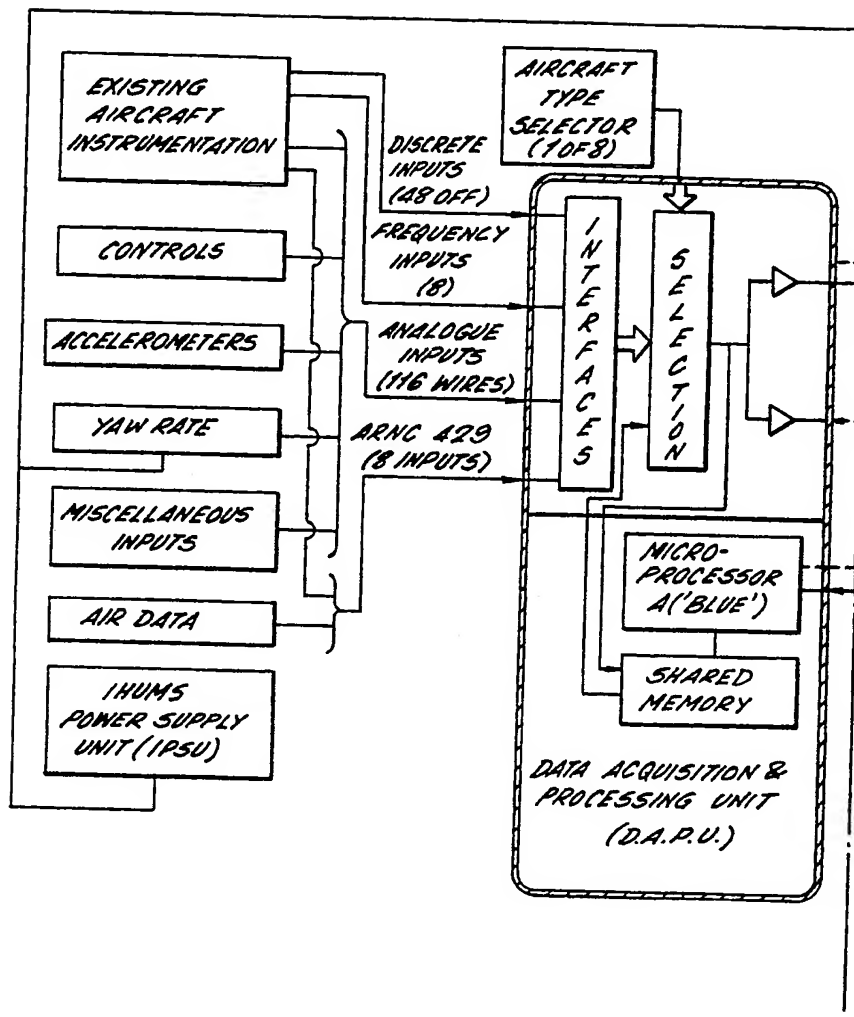 EXISTING
AIRCRAFT
INSTRUMENTATION
CONTROLS
ACCELEROMETERS
YAW RATE
MISCELLANEOUS
INPUTS
AIR DATA
IHUMS
POWER SUPPLY
UNIT (IPSU)
DISCRETE
INPUTS
(48 OFF)
FREQUENCY
INPUTS
(8)
ANALOGUE
INPUTS
(116 WIRES)
ARNC 429
(8 INPUTS)
AIRCRAFT
TYPE
SELECTOR
(1 OF 8)
INTERFACES
SELECTION
MICRO-
PROCESSOR
A('BLUE')
SHARED
MEMORY
DATA ACQUISITION &
PROCESSING UNIT
(D.A.P.U.)